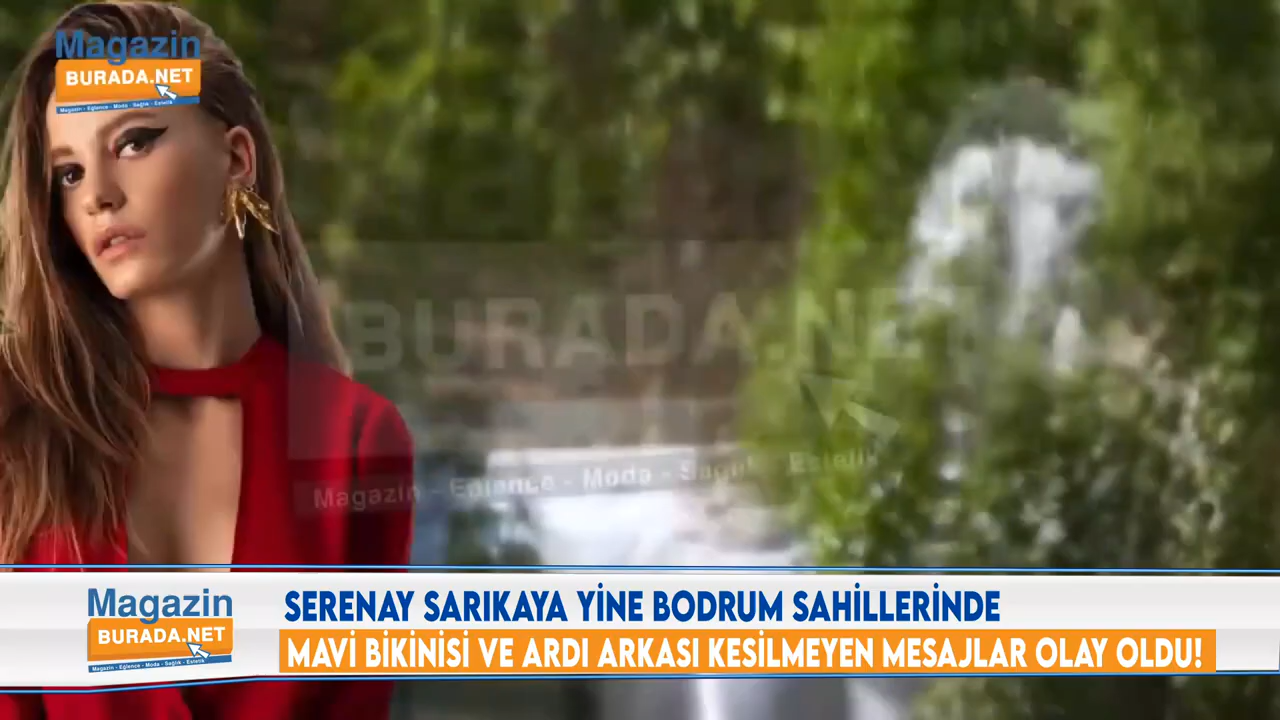 Magazin
BURADA.NET
Magazin - Eğlence - Moda - Sağlık - Estetik
BURADA.NET
Magazin - Eğlence - Moda - Sağlık - Estetik
Magazin
BURADA.NET
Magazin - Eğlence - Moda - Sağlık - Estetik
SERENAY SARIKAYA YİNE BODRUM SAHİLLERİNDE
MAVİ BİKİNİSİ VE ARDI ARKASI KESİLMEYEN MESAJLAR OLAY OLDU!